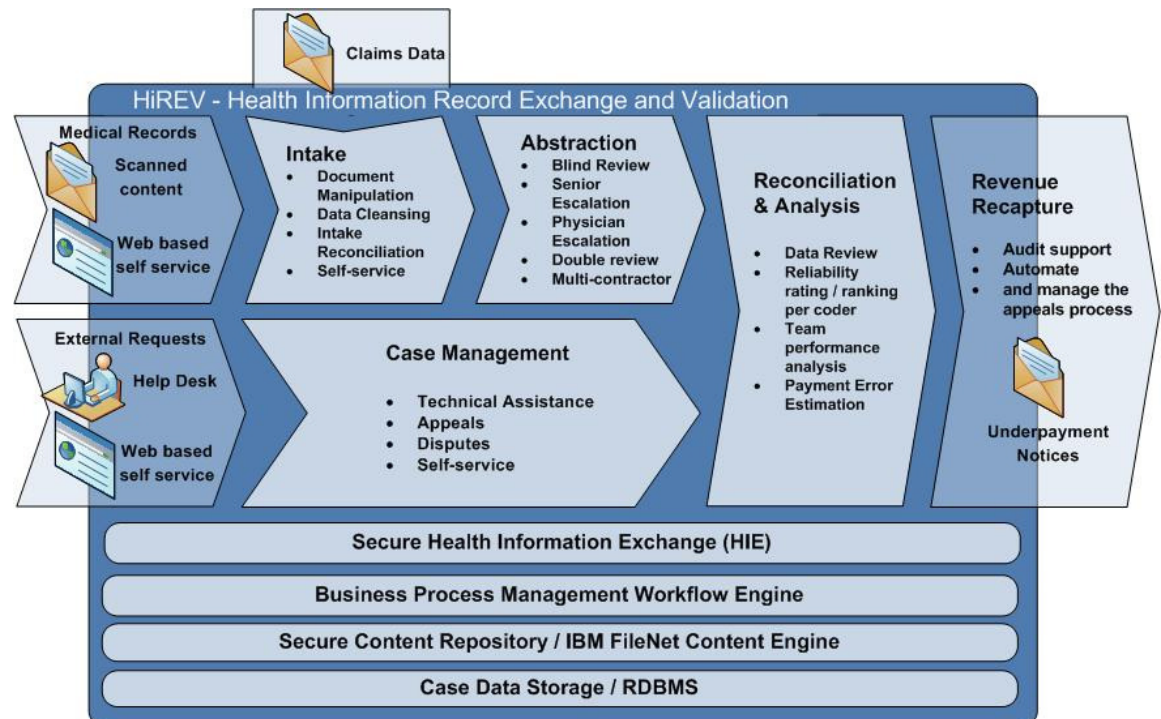 Claims Data
HiREV - Health Information Record Exchange and Validation
Medical Records
Scanned
content
Web based
self service
Intake
• Document
Manipulation
• Data Cleansing
• Intake
Reconciliation
• Self-service
Abstraction
• Blind Review
• Senior
Escalation
• Physician
Escalation
• Double review
• Multi-contractor
Reconciliation
& Analysis
• Data Review
• Reliability
rating / ranking
per coder
• Team
performance
analysis
• Payment Error
Estimation
Revenue
Recapture
• Audit support
• Automate
• and manage the
appeals process
Underpayment
Notices
External Requests
Help Desk
Web based
self service
Case Management
• Technical Assistance
• Appeals
• Disputes
• Self-service
Secure Health Information Exchange (HIE)
Business Process Management Workflow Engine
Secure Content Repository / IBM FileNet Content Engine
Case Data Storage / RDBMS